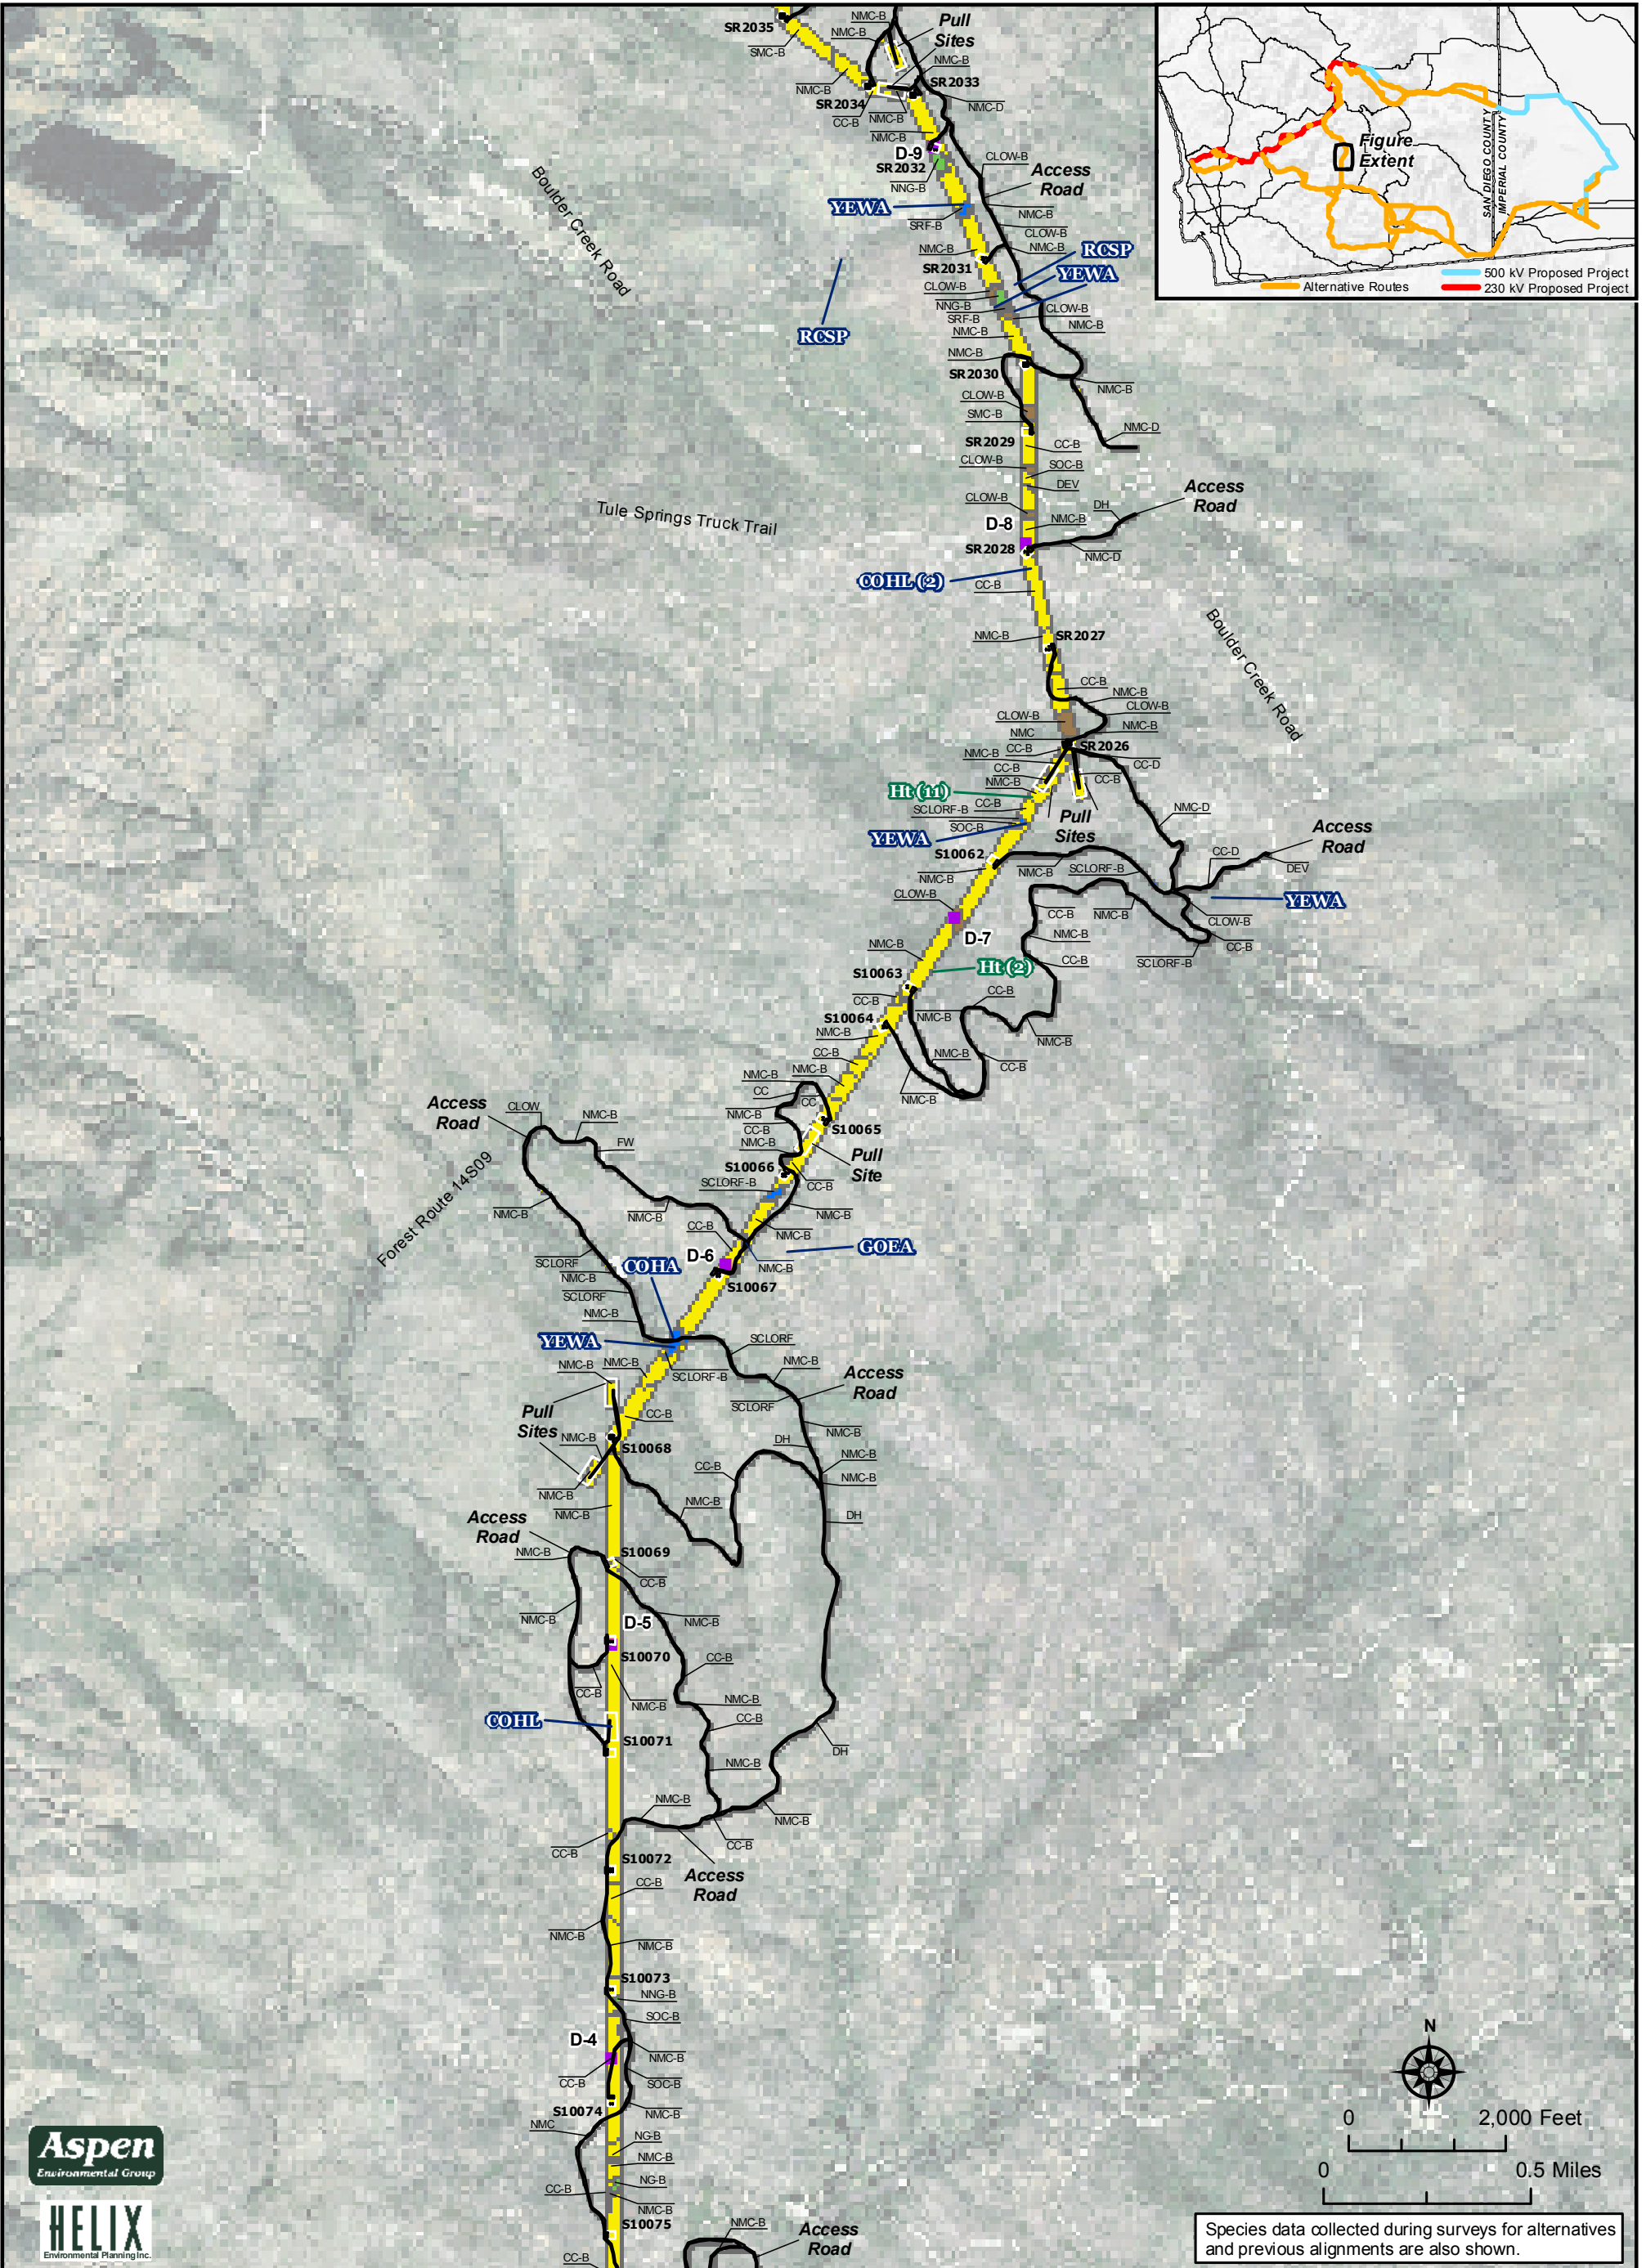 SR2035
SMC-B
NMC-B
NMC-B
Pull
Sites
NMC-B
NMC-B
SR2033
SR2034
CC-B
NMC-B
NMC-D
NMC-B
D-9
SR2032
NNG-B
CLOW-B
Access
Road
YEWA
SRF-B
NMC-B
CLOW-B
NMC-B
NMC-B
SR2031
RCSP
YEWA
CLOW-B
NNG-B
SRF-B
CLOW-B
NMC-B
NMC-B
RCSP
Boulder Creek Road
NMC-B
SR2030
NMC-B
CLOW-B
SMC-B
NMC-D
SR2029
CC-B
CLOW-B
SOC-B
DEV
CLOW-B
Access
Road
DH
D-8
NMC-B
SR2028
NMC-D
Tule Springs Truck Trail
COHL (2)
CC-B
NMC-B
SR2027
Boulder Creek Road
CC-B
NMC-B
CLOW-B
CLOW-B
NMC
NMC-B
SR2026
NMC-B
CC-B
CC-D
CC-B
CC-B
NMC-B
Ht (11)
CC-B
SCLORF-B
SOC-B
NMC-D
Pull
Sites
YEWA
S10062
Access
Road
CC-D
DEV
NMC-B
NMC-B
SCLORF-B
YEWA
CLOW-B
CC-B
NMC-B
CLOW-B
D-7
NMC-B
CC-B
SCLORF-B
NMC-B
CC-B
S10063
Ht (2)
CC-B
CC-B
S10064
NMC-B
NMC-B
NMC-B
CC-B
NMC-B
CC-B
NMC-B
NMC-B
NMC-B
CC
CC
NMC-B
CC-B
S10065
NMC-B
Pull
Site
S10066
CC-B
SCLORF-B
NMC-B
Access
Road
CLOW
NMC-B
FW
Forest Route 14S09
NMC-B
NMC-B
CC-B
NMC-B
GOEA
D-6
NMC-B
S10067
SCLORF
NMC-B
SCLORF
COHA
NMC-B
YEWA
SCLORF
NMC-B
NMC-B
SCLORF-B
NMC-B
Access
Road
SCLORF
CC-B
Pull
Sites
NMC-B
NMC-B
S10068
DH
NMC-B
CC-B
NMC-B
NMC-B
NMC-B
NMC-B
DH
Access
Road
NMC-B
S10069
CC-B
NMC-B
D-5
NMC-B
S10070
CC-B
CC-B
NMC-B
NMC-B
COHL
CC-B
S10071
DH
NMC-B
NMC-B
NMC-B
CC-B
CC-B
S10072
Access
Road
CC-B
NMC-B
NMC-B
S10073
NNG-B
SOC-B
D-4
NMC-B
CC-B
SOC-B
S10074
NMC-B
NMC
NG-B
NMC-B
NG-B
CC-B
NMC-B
S10075
NMC-B
Access
Road
CC-B
Figure
Extent
SAN DIEGO COUNTY
IMPERIAL COUNTY
500 kV Proposed Project
Alternative Routes
230 kV Proposed Project
N
0 2,000 Feet
0 0.5 Miles
Species data collected during surveys for alternatives
and previous alignments are also shown.
Aspen
Environmental Group
HELIX
Environmental Planning Inc.